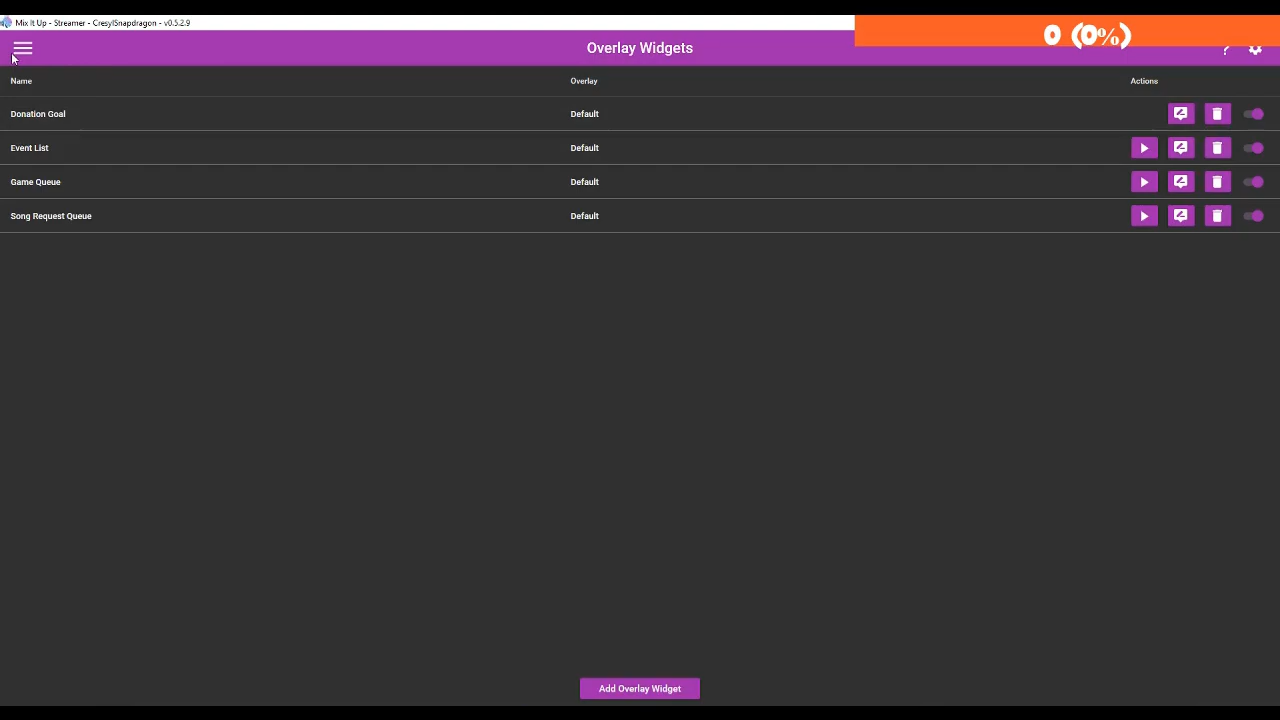 Mix It Up - Streamer - CresylSnapdragon - v0.5.2.9
0 (0%)
Overlay Widgets
?
Name Overlay Actions
Donation Goal Default
Event List Default
Game Queue Default
Song Request Queue Default
Add Overlay Widget